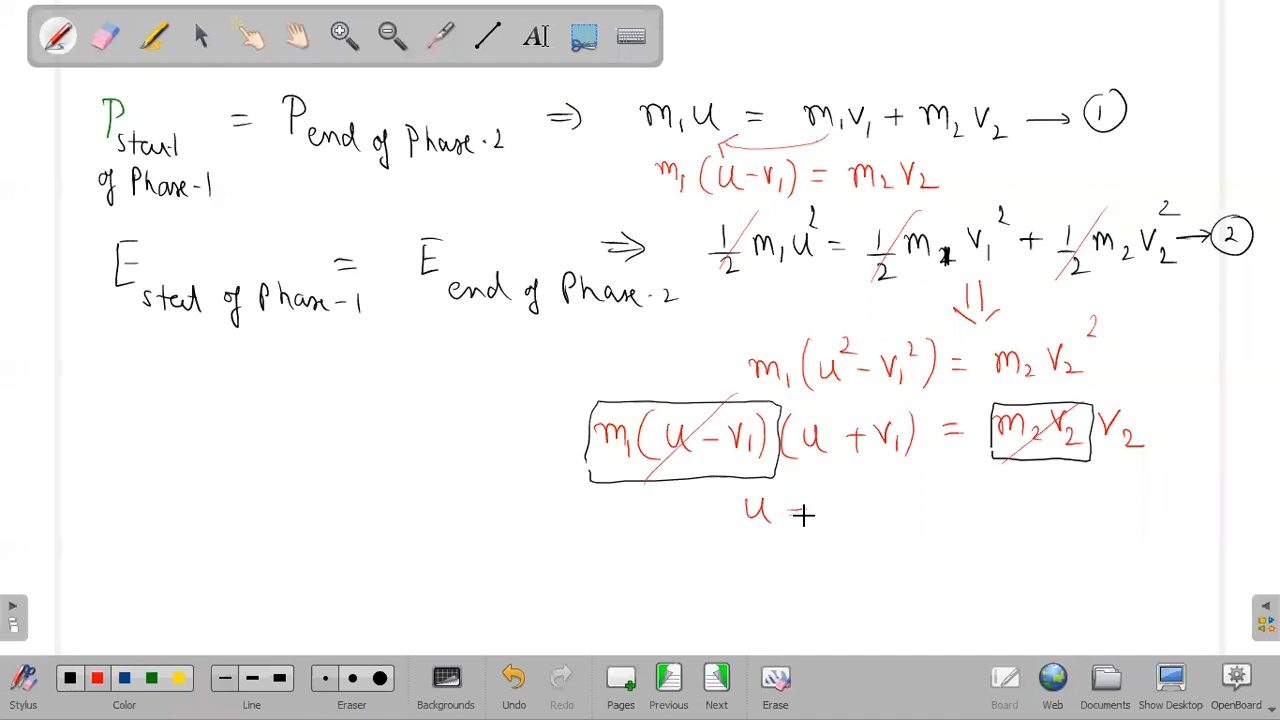 P start of Phase-1 = P end of Phase-2 ⇒ m₁u = m₁v₁ + m₂v₂ → ①
m₁(u-v₁) = m₂v₂
E start of Phase-1 = E end of Phase-2 ⇒ 1/2 m₁u² = 1/2 m₁v₁² + 1/2 m₂v₂² → ②
⇓
m₁(u² - v₁²) = m₂v₂²
m₁(u - v₁)(u + v₁) = m₂v₂ v₂
u
Stylus Color Line Eraser Backgrounds Undo Redo Pages Previous Next Erase Board Web Documents Show Desktop OpenBoard